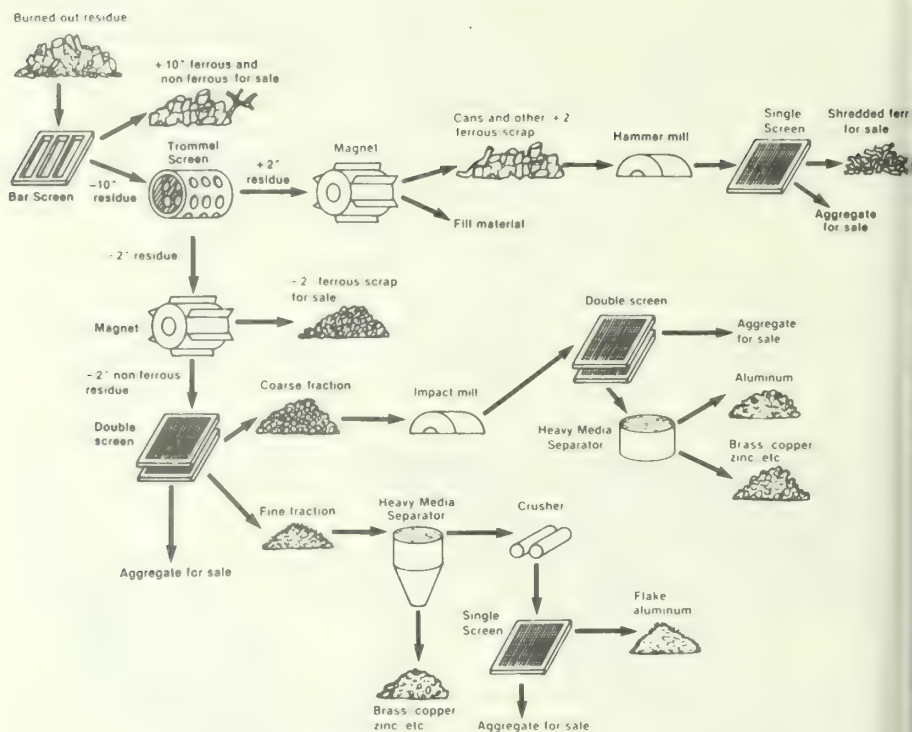 Burned out residue
+10" ferrous and
non ferrous for sale
Bar Screen
-10"
residue
Trommel
Screen
+2"
residue
Magnet
Cans and other +2
ferrous scrap
Fill material
Hammer mill
Single
Screen
Shredded ferr
for sale
Aggregate
for sale
-2" residue
Magnet
-2 ferrous scrap
for sale
-2" non ferrous
residue
Double
screen
Coarse fraction
Impact mill
Double screen
Aggregate
for sale
Heavy Media
Separator
Aluminum
Brass copper
zinc etc
Aggregate for sale
Fine fraction
Heavy Media
Separator
Brass copper
zinc etc
Crusher
Single
Screen
Flake
aluminum
Aggregate for sale